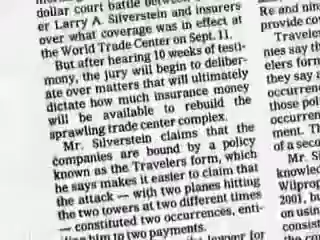 dollar court battle between
er Larry A. Silverstein and insurers
over what coverage was in effect at
the World Trade Center on Sept. 11.
But after hearing 10 weeks of testi-
mony, the jury will begin to deliber-
ate over matters that will ultimately
dictate how much insurance money
will be available to rebuild the
sprawling trade center complex.
Mr. Silverstein claims that the
companies are bound by a policy
known as the Travelers form, which
he says makes it easier to claim that
the attack — with two planes hitting
the two towers at two different times
— constituted two occurrences, enti-
tling him to two payments.
lawyer for
Re and nin
provide co
Travele
nies say th
elers form
they say a
occurrenc
those pol
occurren
ment. Th
of a seco
Mr. Si
knowled
Wilprop
2001, bu
on usin
consist